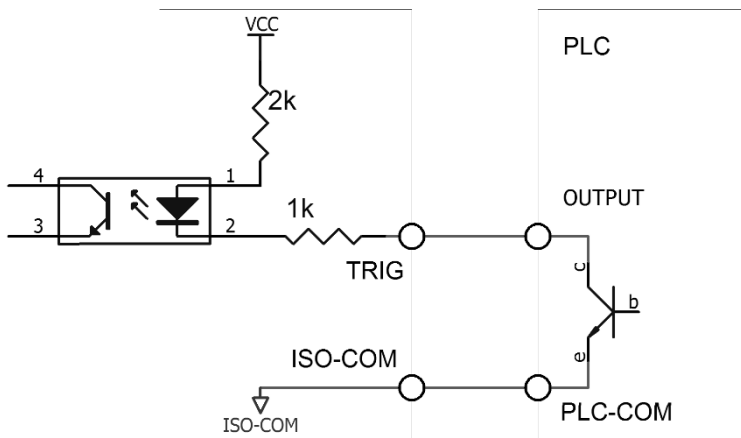 VCC
PLC
2k
4
1
3
2
1k
OUTPUT
TRIG
c
b
e
ISO-COM
PLC-COM
ISO-COM